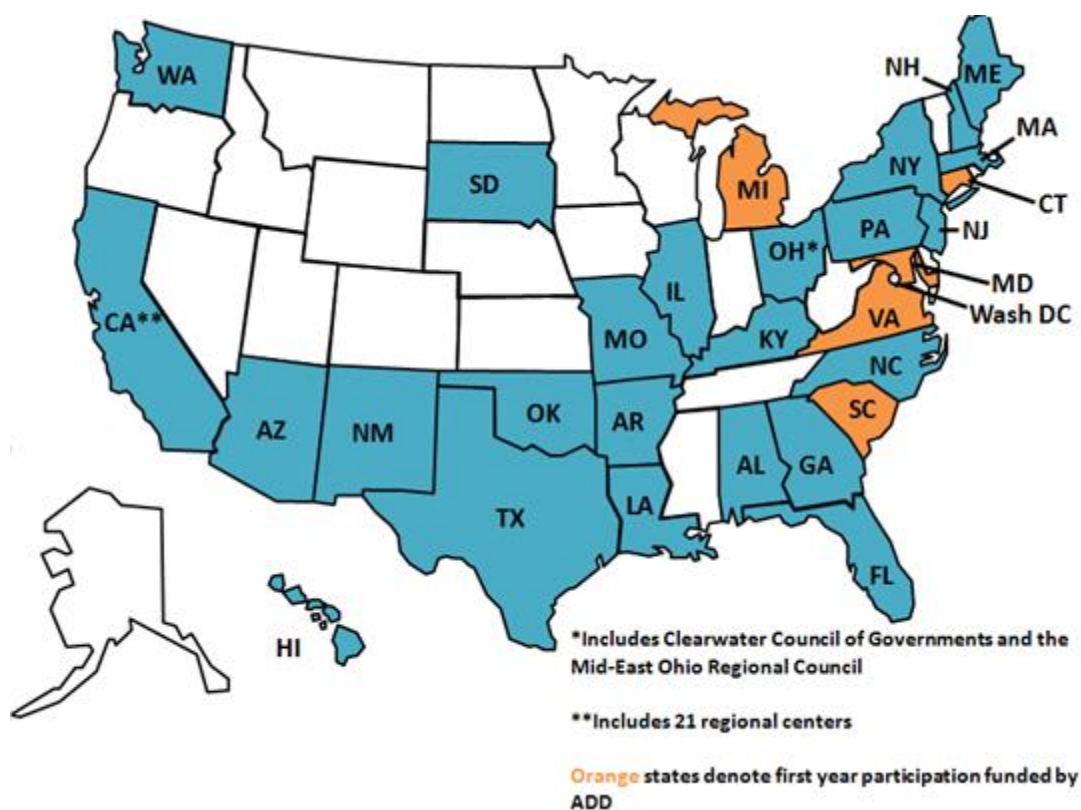 WA
NH
ME
MA
NY
SD
MI
CT
PA
NJ
OH*
MD
IL
Wash DC
CA**
VA
MO
KY
NC
OK
SC
AZ
NM
AR
AL
GA
LA
TX
FL
HI
*Includes Clearwater Council of Governments and the
Mid-East Ohio Regional Council
**Includes 21 regional centers
Orange states denote first year participation funded by
ADD